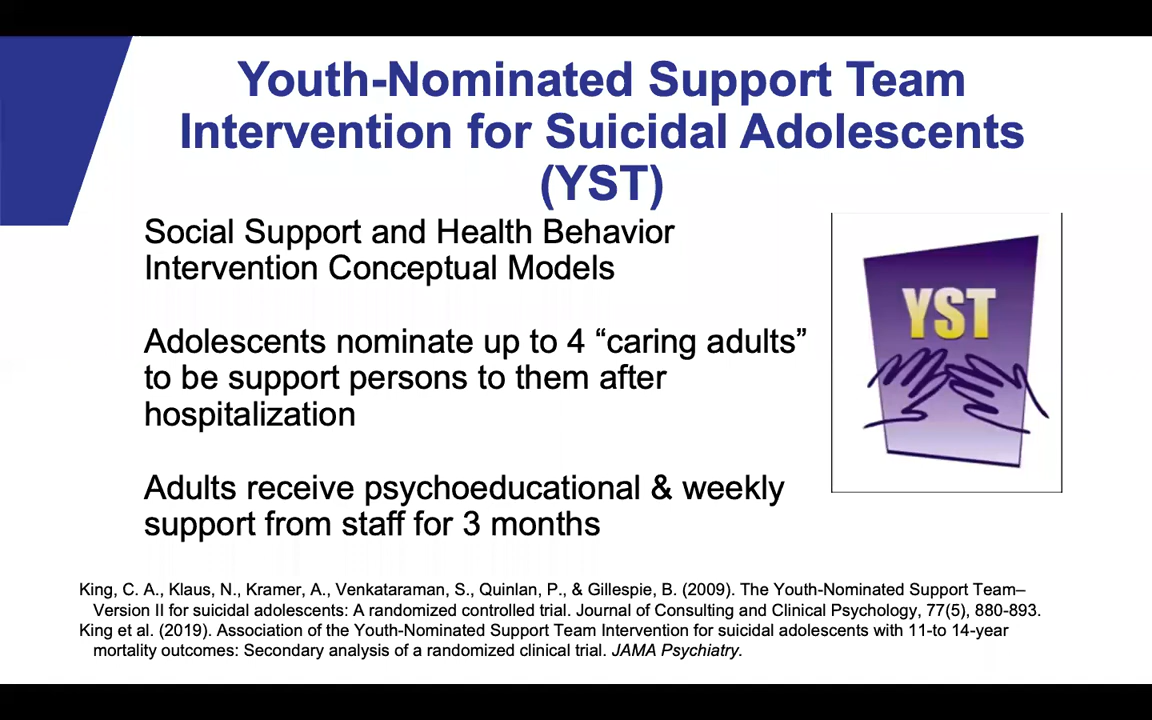 Youth-Nominated Support Team
Intervention for Suicidal Adolescents
(YST)
Social Support and Health Behavior
Intervention Conceptual Models
Adolescents nominate up to 4 “caring adults”
to be support persons to them after
hospitalization
Adults receive psychoeducational & weekly
support from staff for 3 months
YST
King, C. A., Klaus, N., Kramer, A., Venkataraman, S., Quinlan, P., & Gillespie, B. (2009). The Youth-Nominated Support Team–
Version II for suicidal adolescents: A randomized controlled trial. Journal of Consulting and Clinical Psychology, 77(5), 880-893.
King et al. (2019). Association of the Youth-Nominated Support Team Intervention for suicidal adolescents with 11-to 14-year
mortality outcomes: Secondary analysis of a randomized clinical trial. JAMA Psychiatry.